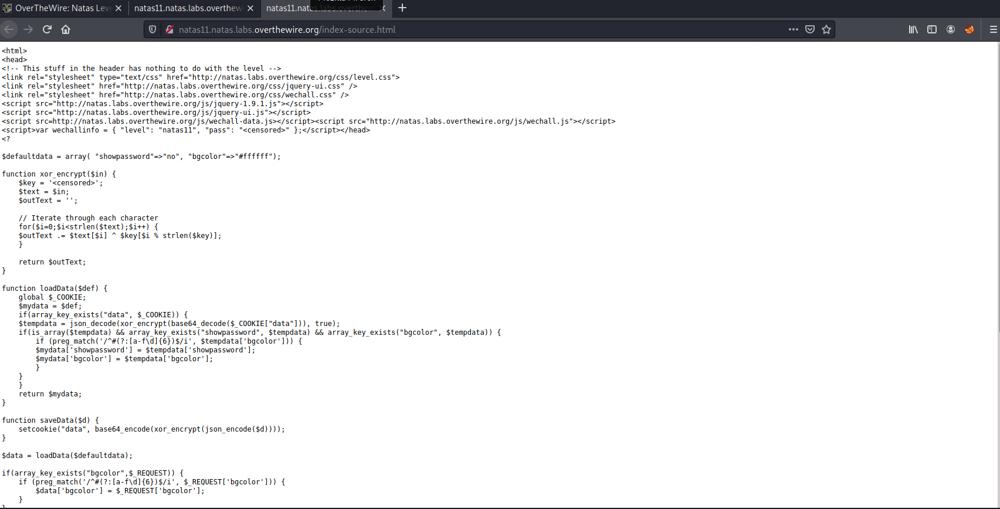 OverTheWire: Natas Leve
natas11.natas.labs.overthewire
natas11.natas.labs.overthewire
natas11.natas.labs.overthewire.org/index-source.html
<html>
<head>
<!-- This stuff in the header has nothing to do with the level -->
<link rel="stylesheet" type="text/css" href="http://natas.labs.overthewire.org/css/level.css">
<link rel="stylesheet" href="http://natas.labs.overthewire.org/css/jquery-ui.css" />
<link rel="stylesheet" href="http://natas.labs.overthewire.org/css/wechall.css" />
<script src="http://natas.labs.overthewire.org/js/jquery-1.9.1.js"></script>
<script src="http://natas.labs.overthewire.org/js/jquery-ui.js"></script>
<script src=http://natas.labs.overthewire.org/js/wechall-data.js></script><script src="http://natas.labs.overthewire.org/js/wechall.js"></script>
<script>var wechallinfo = { "level": "natas11", "pass": "<censored>" };</script></head>
<?
$defaultdata = array( "showpassword"=>"no", "bgcolor"=>"#ffffff");
function xor_encrypt($in) {
    $key = '<censored>';
    $text = $in;
    $outText = '';
    // Iterate through each character
    for($i=0;$i<strlen($text);$i++) {
    $outText .= $text[$i] ^ $key[$i % strlen($key)];
    }
    return $outText;
}
function loadData($def) {
    global $_COOKIE;
    $mydata = $def;
    if(array_key_exists("data", $_COOKIE)) {
    $tempdata = json_decode(xor_encrypt(base64_decode($_COOKIE["data"])), true);
    if(is_array($tempdata) && array_key_exists("showpassword", $tempdata) && array_key_exists("bgcolor", $tempdata)) {
        if (preg_match('/^#(?:[a-f\d]{6})$/i', $tempdata['bgcolor'])) {
        $mydata['showpassword'] = $tempdata['showpassword'];
        $mydata['bgcolor'] = $tempdata['bgcolor'];
        }
    }
    }
    return $mydata;
}
function saveData($d) {
    setcookie("data", base64_encode(xor_encrypt(json_encode($d))));
}
$data = loadData($defaultdata);
if(array_key_exists("bgcolor",$_REQUEST)) {
    if (preg_match('/^#(?:[a-f\d]{6})$/i', $_REQUEST['bgcolor'])) {
        $data['bgcolor'] = $_REQUEST['bgcolor'];
    }
}